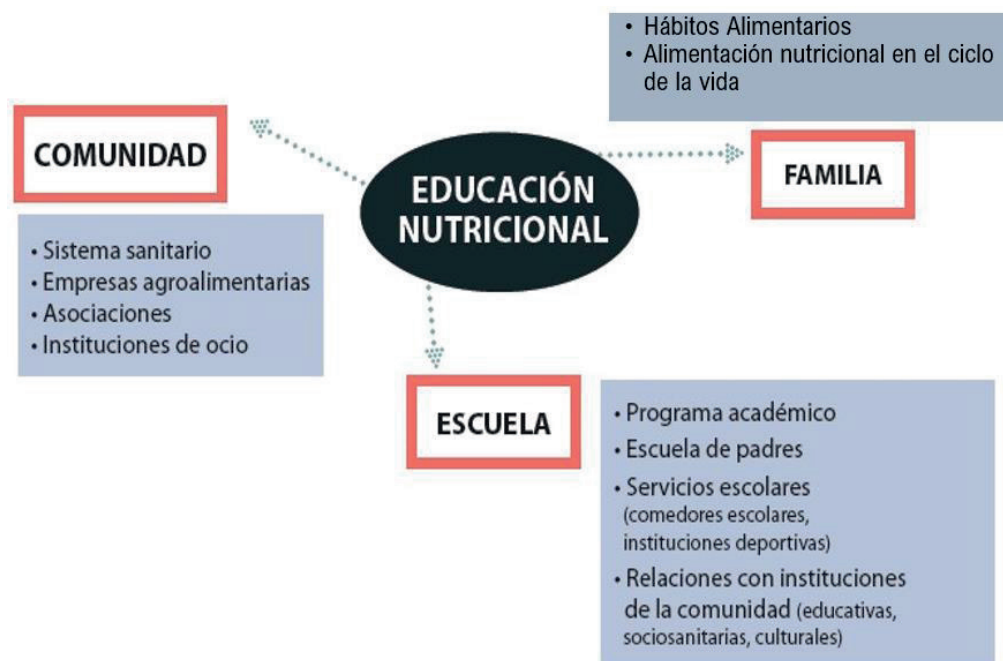 • Hábitos Alimentarios
• Alimentación nutricional en el ciclo
de la vida
COMUNIDAD
EDUCACIÓN
NUTRICIONAL
FAMILIA
• Sistema sanitario
• Empresas agroalimentarias
• Asociaciones
• Instituciones de ocio
ESCUELA
• Programa académico
• Escuela de padres
• Servicios escolares
(comedores escolares,
instituciones deportivas)
• Relaciones con instituciones
de la comunidad (educativas,
sociosanitarias, culturales)